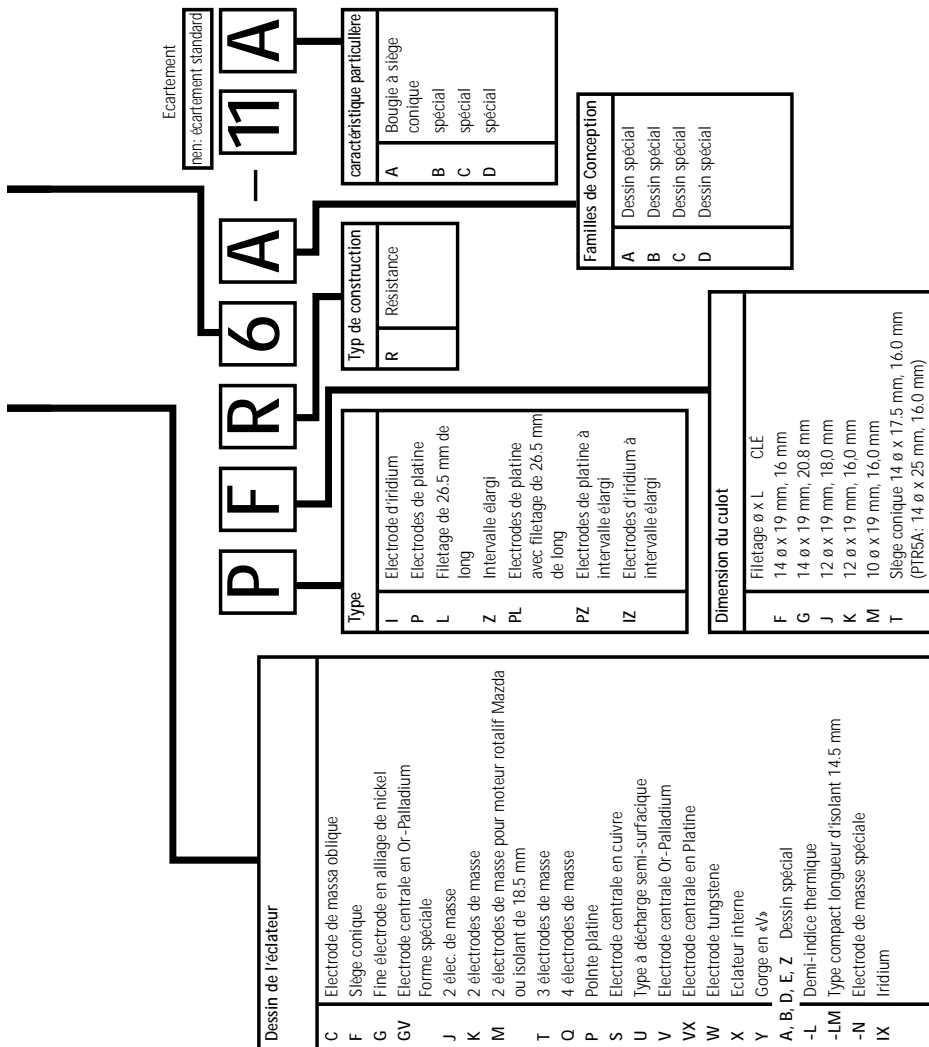 Ecartement
nen: écartement standard
P F R 6 A – 11 A
caractéristique particullère
A Bougie à siège
conique
B spécial
C spécial
D spécial
Typ de construction
R Résistance
Familles de Conception
A Dessin spécial
B Dessin spécial
C Dessin spécial
D Dessin spécial
Type
I Electrode d'iridium
P Electrodes de platine
L Filetage de 26.5 mm de
long
Z Intervalle élargi
PL Electrodes de platine
avec filetage de 26.5 mm
de long
PZ Electrodes de platine à
intervalle élargi
IZ Electrodes d'iridium à
intervalle élargi
Dimension du culot
Filetage ø x L CLÉ
F 14 ø x 19 mm, 16 mm
G 14 ø x 19 mm, 20.8 mm
J 12 ø x 19 mm, 18,0 mm
K 12 ø x 19 mm, 16,0 mm
M 10 ø x 19 mm, 16,0 mm
T Slège conique 14 ø x 17.5 mm, 16.0 mm
(PTR5A: 14 ø x 25 mm, 16.0 mm)
Dessin de l'éclateur
C Electrode de massa oblique
F Slège conique
G Fine électrode en alliage de nickel
GV Electrode centrale en Or-Palladium
Forme spéciale
J 2 élec. de masse
K 2 électrodes de masse
M 2 électrodes de masse pour moteur rotalif Mazda
ou isolant de 18.5 mm
T 3 électrodes de masse
Q 4 électrodes de masse
P Polnte platine
S Electrode centrale en cuivre
U Type à décharge semi-surfacique
V Electrode centrale Or-Palladium
VX Electrode centrale en Platine
W Electrode tungstene
X Eclateur interne
Y Gorge en «V»
A, B, D, E, Z Dessin spécial
-L Demi-indice thermique
-LM Type compact longueur d'isolant 14.5 mm
-N Electrode de masse spéciale
IX Iridium